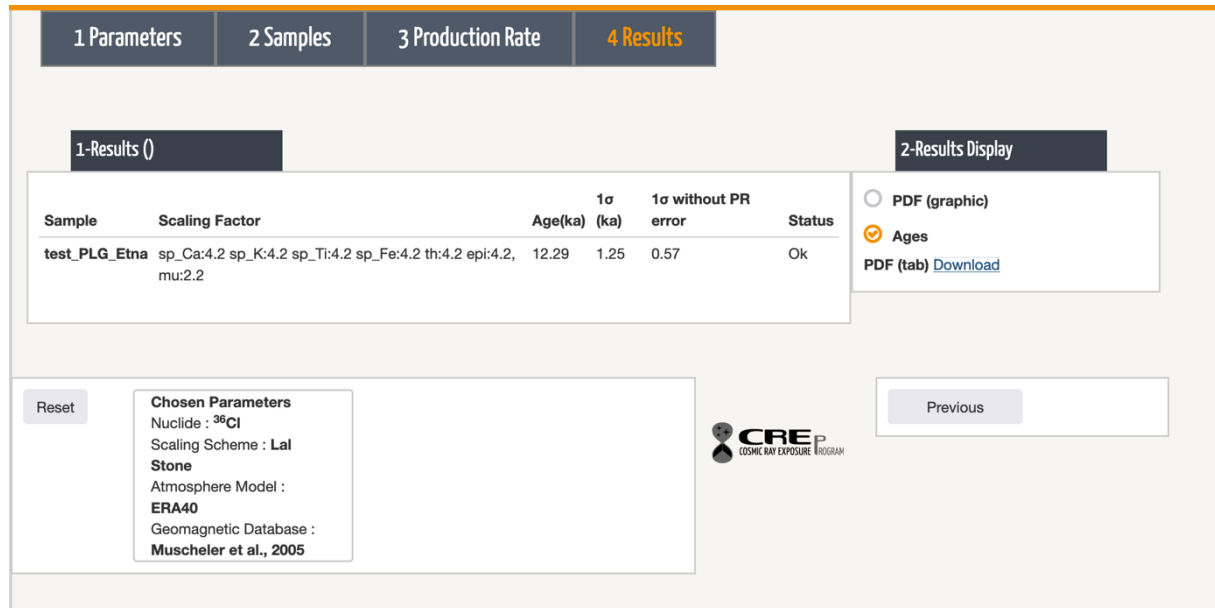 1 Parameters 2 Samples 3 Production Rate 4 Results
1-Results ()
2-Results Display
Sample Scaling Factor Age(ka) 1σ (ka) 1σ without PR error Status
test_PLG_Etna sp_Ca:4.2 sp_K:4.2 sp_Ti:4.2 sp_Fe:4.2 th:4.2 epi:4.2, 12.29 1.25 0.57 Ok
mu:2.2
PDF (graphic)
Ages
PDF (tab) Download
Reset
Chosen Parameters
Nuclide : ³⁶Cl
Scaling Scheme : Lal
Stone
Atmosphere Model :
ERA40
Geomagnetic Database :
Muscheler et al., 2005
CREP
COSMIC RAY EXPOSURE PROGRAM
Previous